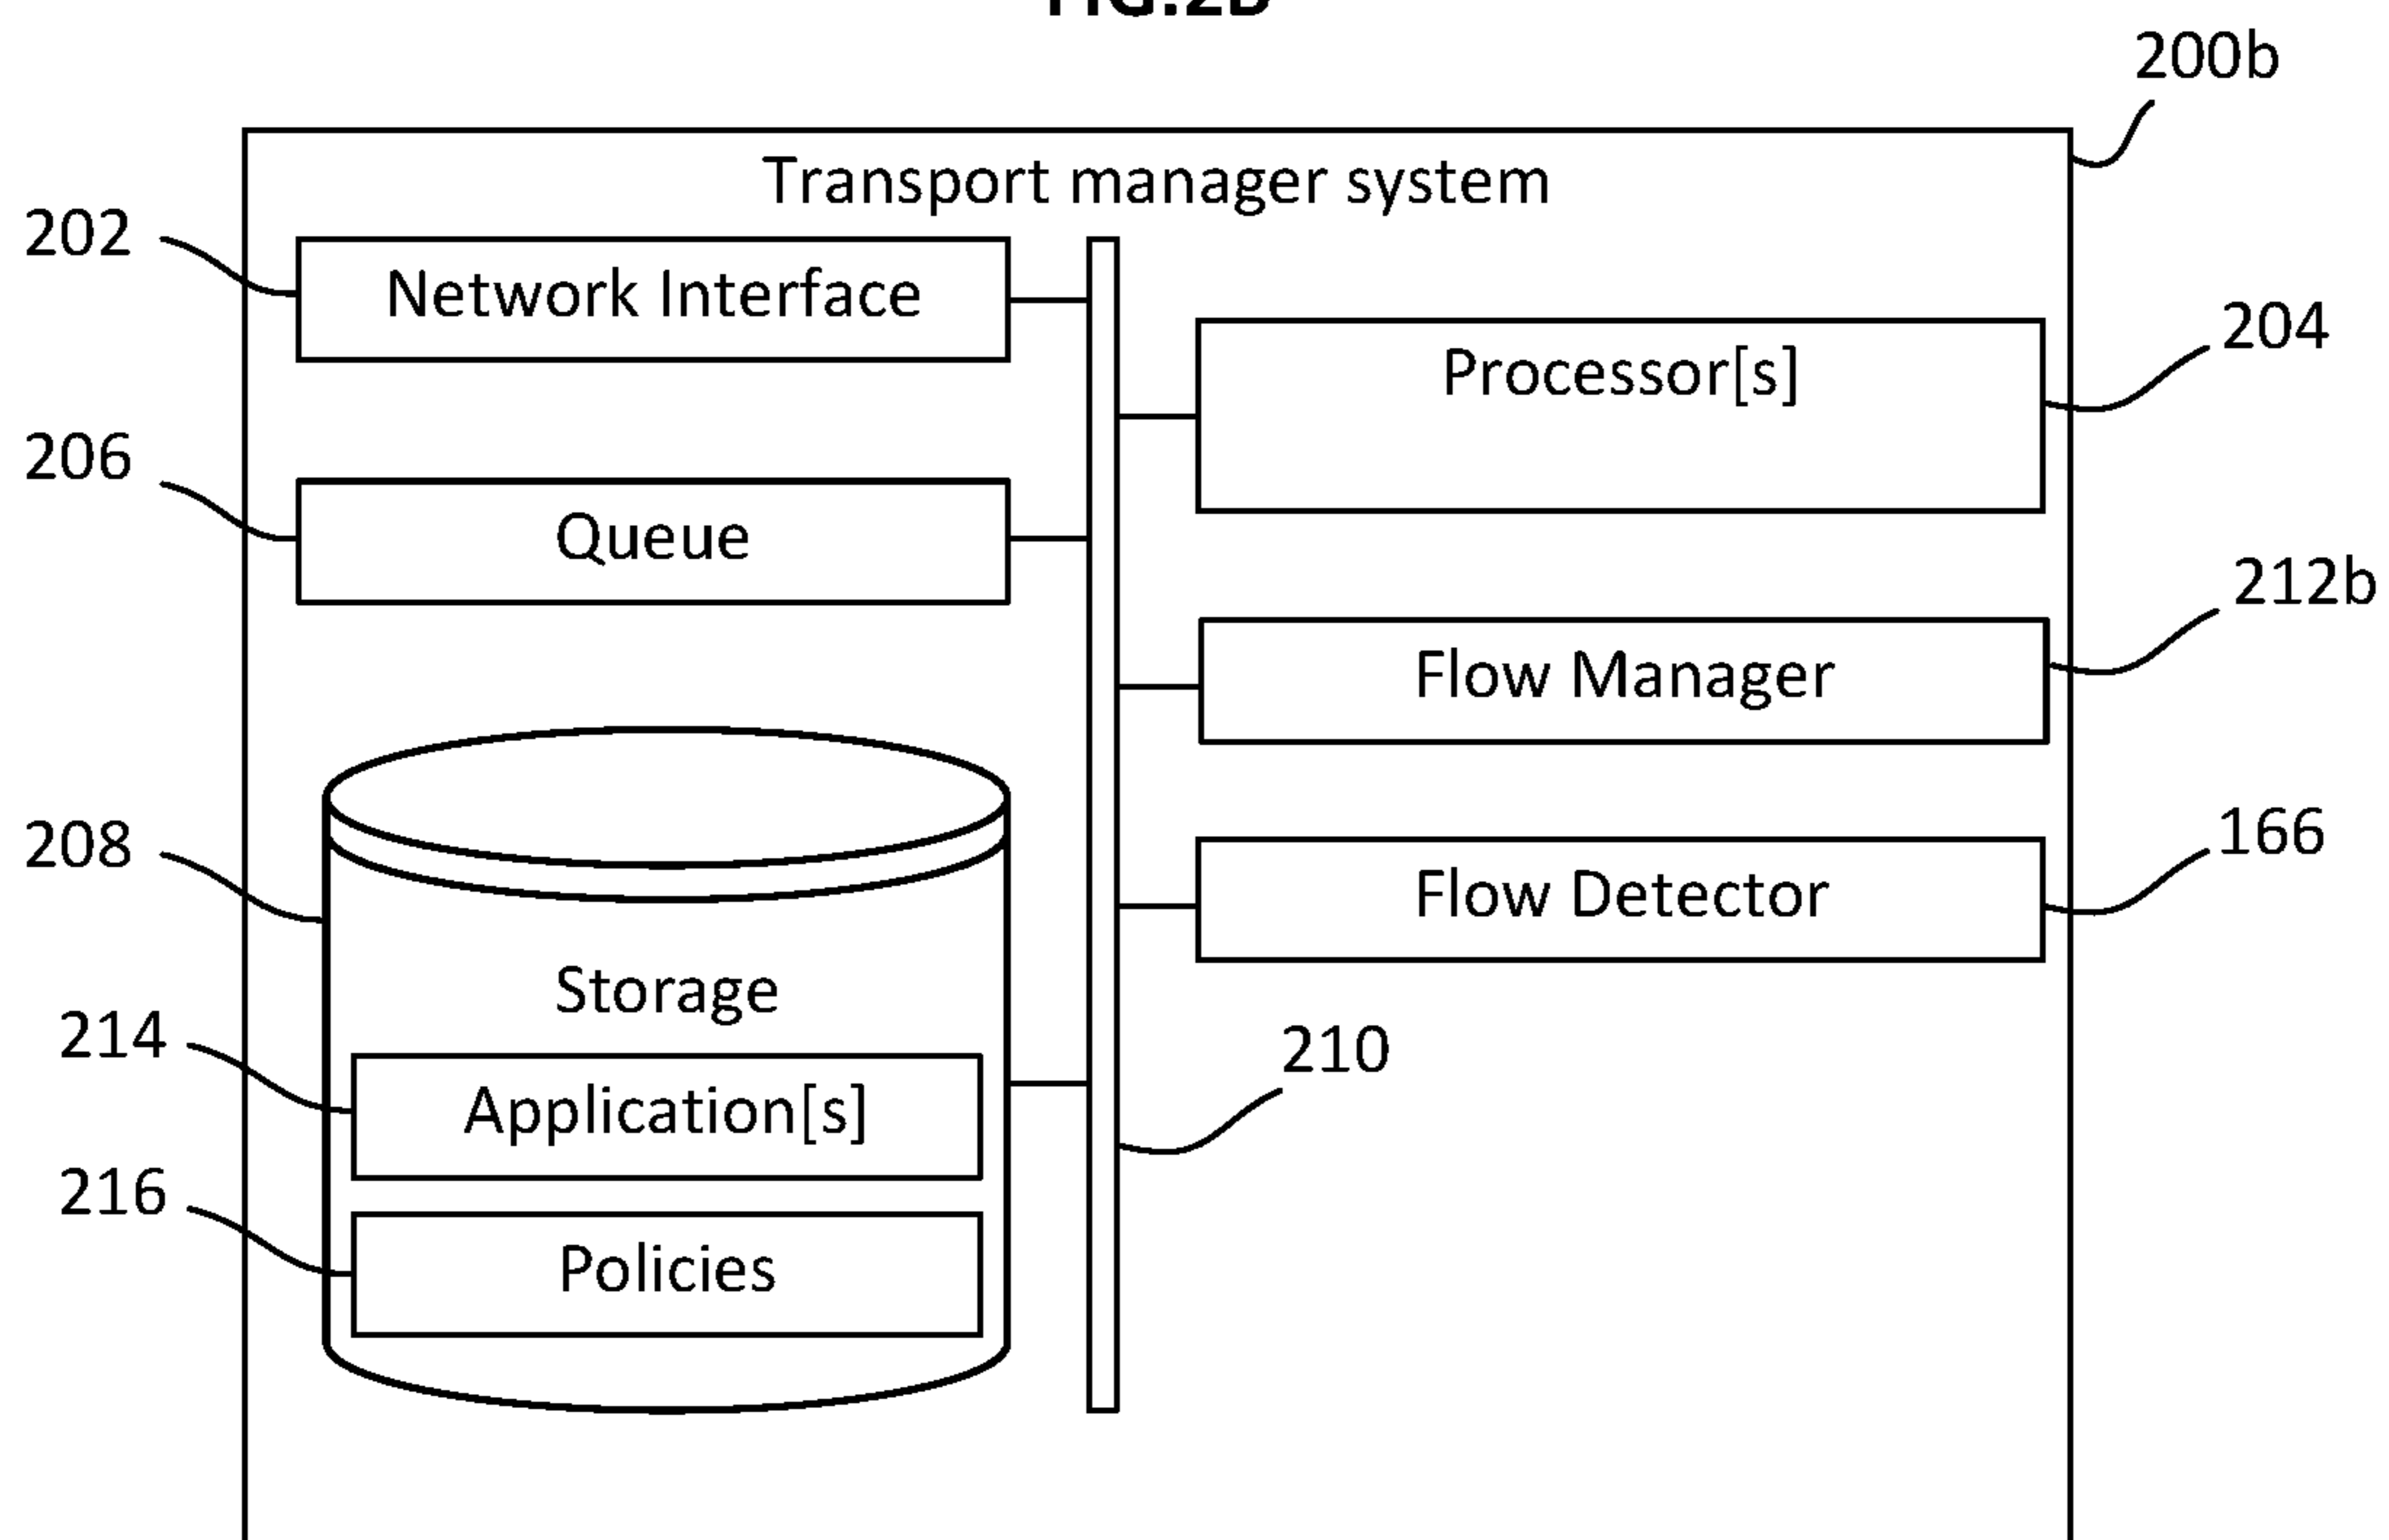 200b
Transport manager system
202
Network Interface
204
Processor[s]
206
Queue
212b
Flow Manager
166
Flow Detector
208
Storage
210
214
Application[s]
216
Policies